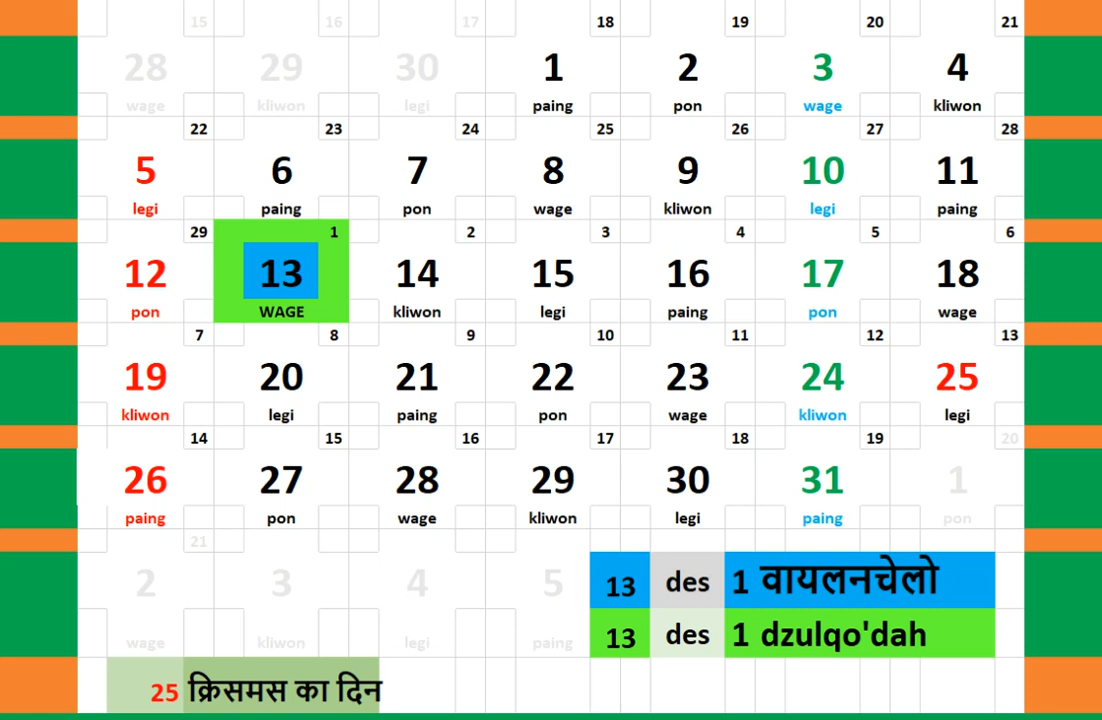 15 16 17 18 19 20 21
28 29 30 1 2 3 4
wage kliwon legi paing pon wage kliwon
22 23 24 25 26 27 28
5 6 7 8 9 10 11
legi paing pon wage kliwon legi paing
29 1 2 3 4 5 6
12 13 14 15 16 17 18
pon WAGE kliwon legi paing pon wage
7 8 9 10 11 12 13
19 20 21 22 23 24 25
kliwon legi paing pon wage kliwon legi
14 15 16 17 18 19 20
26 27 28 29 30 31 1
paing pon wage kliwon legi paing pon
21
2 3 4 5
wage kliwon legi paing
13 des 1 वायलनचेलो
13 des 1 dzulqo'dah
25 क्रिसमस का दिन